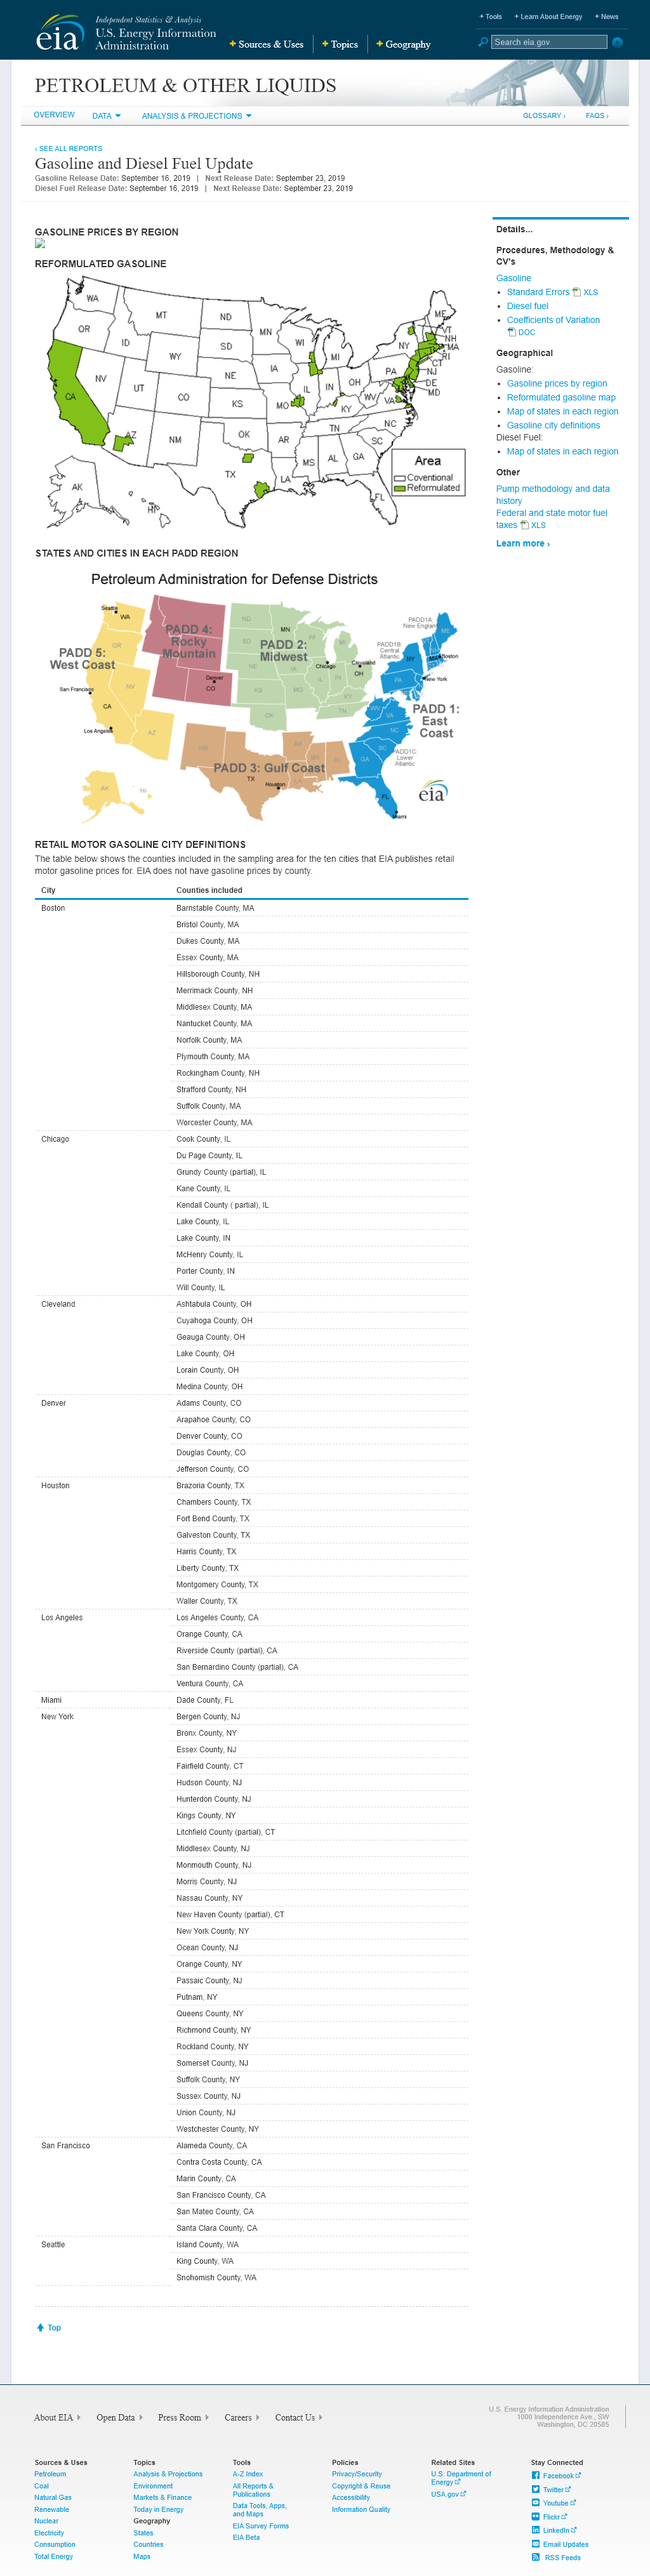 + Tools + Learn About Energy + News
eia
Independent Statistics & Analysis
U.S. Energy Information
Administration
+ Sources & Uses + Topics + Geography
Search eia.gov
PETROLEUM & OTHER LIQUIDS
OVERVIEW DATA ANALYSIS & PROJECTIONS GLOSSARY › FAQS ›
‹ SEE ALL REPORTS
Gasoline and Diesel Fuel Update
Gasoline Release Date: September 16, 2019 | Next Release Date: September 23, 2019
Diesel Fuel Release Date: September 16, 2019 | Next Release Date: September 23, 2019
GASOLINE PRICES BY REGION
REFORMULATED GASOLINE
WA
MT
ND
MN
ME
VT
NH
MA
RI
CT
NJ
DE
MD
OR
ID
WY
SD
WI
MI
NY
PA
NV
UT
CO
NE
IA
IL
IN
OH
WV
VA
CA
KS
MO
KY
NC
AZ
NM
OK
AR
TN
SC
TX
LA
MS
AL
GA
FL
AK
HI
Area
Coventional
Reformulated
STATES AND CITIES IN EACH PADD REGION
Petroleum Administration for Defense Districts
PADD 5:
West Coast
PADD 4:
Rocky
Mountain
PADD 2:
Midwest
PADD 1:
East
Coast
PADD 3: Gulf Coast
PADD1A:
New England
PADD1B:
Central
Atlantic
PADD1C:
Lower
Atlantic
Seattle
WA
San Francisco
CA
Los Angeles
Denver
CO
MN
Chicago
Cleveland
OH
NY
MA
Boston
New York
TX
Houston
FL
Miami
OR
NV
AZ
AK
HI
eia
RETAIL MOTOR GASOLINE CITY DEFINITIONS
The table below shows the counties included in the sampling area for the ten cities that EIA publishes retail
motor gasoline prices for. EIA does not have gasoline prices by county.
City Counties included
Boston Barnstable County, MA
Bristol County, MA
Dukes County, MA
Essex County, MA
Hillsborough County, NH
Merrimack County, NH
Middlesex County, MA
Nantucket County, MA
Norfolk County, MA
Plymouth County, MA
Rockingham County, NH
Strafford County, NH
Suffolk County, MA
Worcester County, MA
Chicago Cook County, IL
Du Page County, IL
Grundy County (partial), IL
Kane County, IL
Kendall County ( partial), IL
Lake County, IL
Lake County, IN
McHenry County, IL
Porter County, IN
Will County, IL
Cleveland Ashtabula County, OH
Cuyahoga County, OH
Geauga County, OH
Lake County, OH
Lorain County, OH
Medina County, OH
Denver Adams County, CO
Arapahoe County, CO
Denver County, CO
Douglas County, CO
Jefferson County, CO
Houston Brazoria County, TX
Chambers County, TX
Fort Bend County, TX
Galveston County, TX
Harris County, TX
Liberty County, TX
Montgomery County, TX
Waller County, TX
Los Angeles Los Angeles County, CA
Orange County, CA
Riverside County (partial), CA
San Bernardino County (partial), CA
Ventura County, CA
Miami Dade County, FL
New York Bergen County, NJ
Bronx County, NY
Essex County, NJ
Fairfield County, CT
Hudson County, NJ
Hunterdon County, NJ
Kings County, NY
Litchfield County (partial), CT
Middlesex County, NJ
Monmouth County, NJ
Morris County, NJ
Nassau County, NY
New Haven County (partial), CT
New York County, NY
Ocean County, NJ
Orange County, NY
Passaic County, NJ
Putnam, NY
Queens County, NY
Richmond County, NY
Rockland County, NY
Somerset County, NJ
Suffolk County, NY
Sussex County, NJ
Union County, NJ
Westchester County, NY
San Francisco Alameda County, CA
Contra Costa County, CA
Marin County, CA
San Francisco County, CA
San Mateo County, CA
Santa Clara County, CA
Seattle Island County, WA
King County, WA
Snohomish County, WA
Top
Details...
Procedures, Methodology &
CV's
Gasoline
• Standard Errors XLS
• Diesel fuel
• Coefficients of Variation
DOC
Geographical
Gasoline:
• Gasoline prices by region
• Reformulated gasoline map
• Map of states in each region
• Gasoline city definitions
Diesel Fuel:
• Map of states in each region
Other
Pump methodology and data
history
Federal and state motor fuel
taxes XLS
Learn more ›
About EIA Open Data Press Room Careers Contact Us
U.S. Energy Information Administration
1000 Independence Ave., SW
Washington, DC 20585
Sources & Uses
Petroleum
Coal
Natural Gas
Renewable
Nuclear
Electricity
Consumption
Total Energy
Topics
Analysis & Projections
Environment
Markets & Finance
Today in Energy
Geography
States
Countries
Maps
Tools
A-Z Index
All Reports &
Publications
Data Tools, Apps,
and Maps
EIA Survey Forms
EIA Beta
Policies
Privacy/Security
Copyright & Reuse
Accessibility
Information Quality
Related Sites
U.S. Department of
Energy
USA.gov
Stay Connected
Facebook
Twitter
Youtube
Flickr
LinkedIn
Email Updates
RSS Feeds